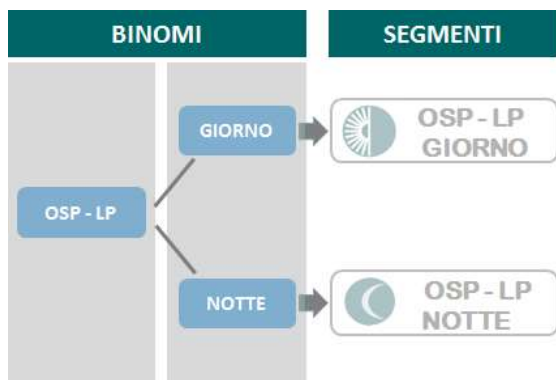 BINOMI
SEGMENTI
GIORNO
OSP - LP
GIORNO
OSP - LP
NOTTE
OSP - LP
NOTTE